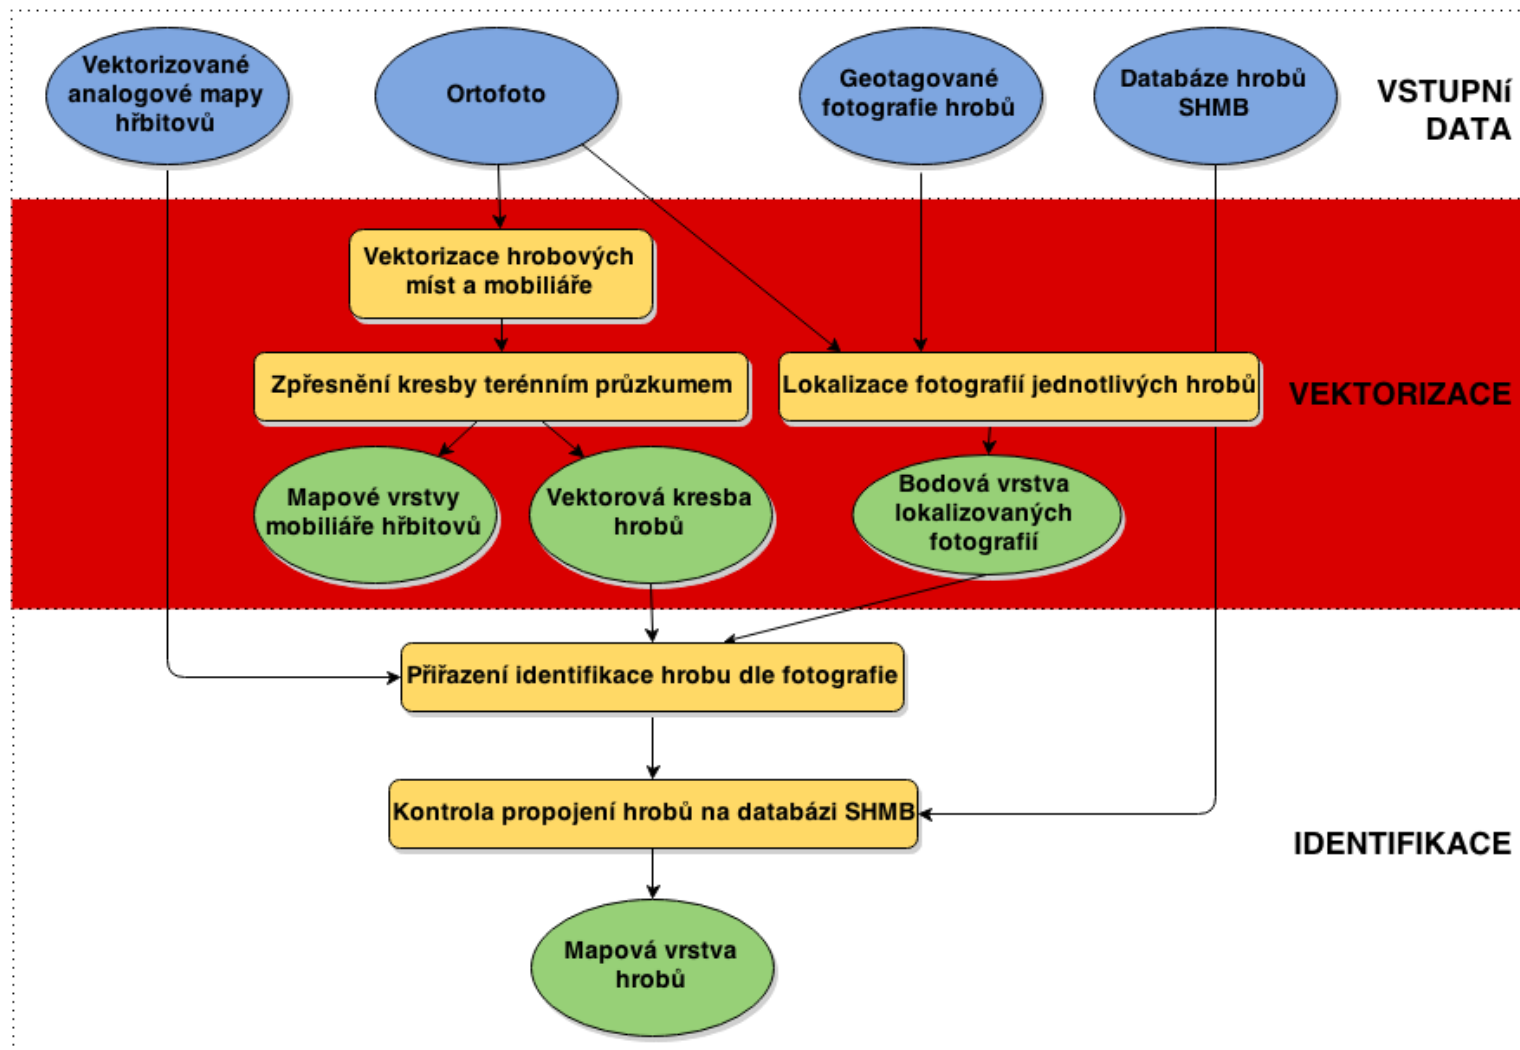 Vektorizované
analogové mapy
hřbitovů
Ortofoto
Geotagované
fotografie hrobů
Databáze hrobů
SHMB
VSTUPNí
DATA
Vektorizace hrobových
míst a mobiliáře
Zpřesnění kresby terénním průzkumem
Lokalizace fotografií jednotlivých hrobů
VEKTORIZACE
Mapové vrstvy
mobiliáře hřbitovů
Vektorová kresba
hrobů
Bodová vrstva
lokalizovaných
fotografií
Přiřazení identifikace hrobu dle fotografie
Kontrola propojení hrobů na databázi SHMB
IDENTIFIKACE
Mapová vrstva
hrobů